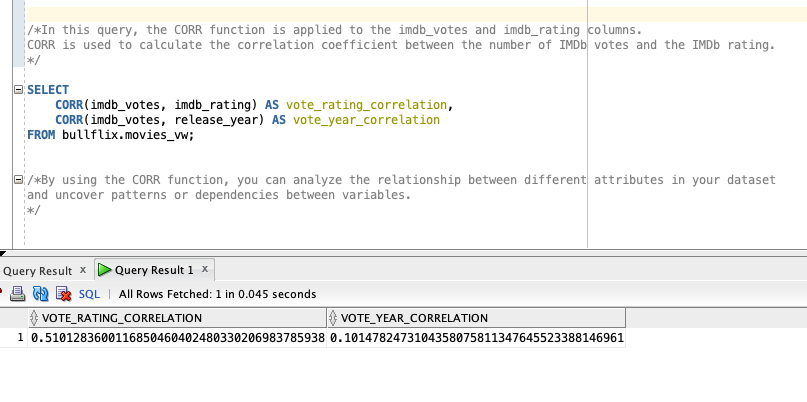 /*In this query, the CORR function is applied to the imdb_votes and imdb_rating columns.
CORR is used to calculate the correlation coefficient between the number of IMDb votes and the IMDb rating.
*/
SELECT
CORR(imdb_votes, imdb_rating) AS vote_rating_correlation,
CORR(imdb_votes, release_year) AS vote_year_correlation
FROM bullflix.movies_vw;
/*By using the CORR function, you can analyze the relationship between different attributes in your dataset
and uncover patterns or dependencies between variables.
*/
Query Result x Query Result 1 x
SQL | All Rows Fetched: 1 in 0.045 seconds
VOTE_RATING_CORRELATION VOTE_YEAR_CORRELATION
1 0.510128360011685046040248033020698378​5938 0.101478247310435807581134764552338814​6961